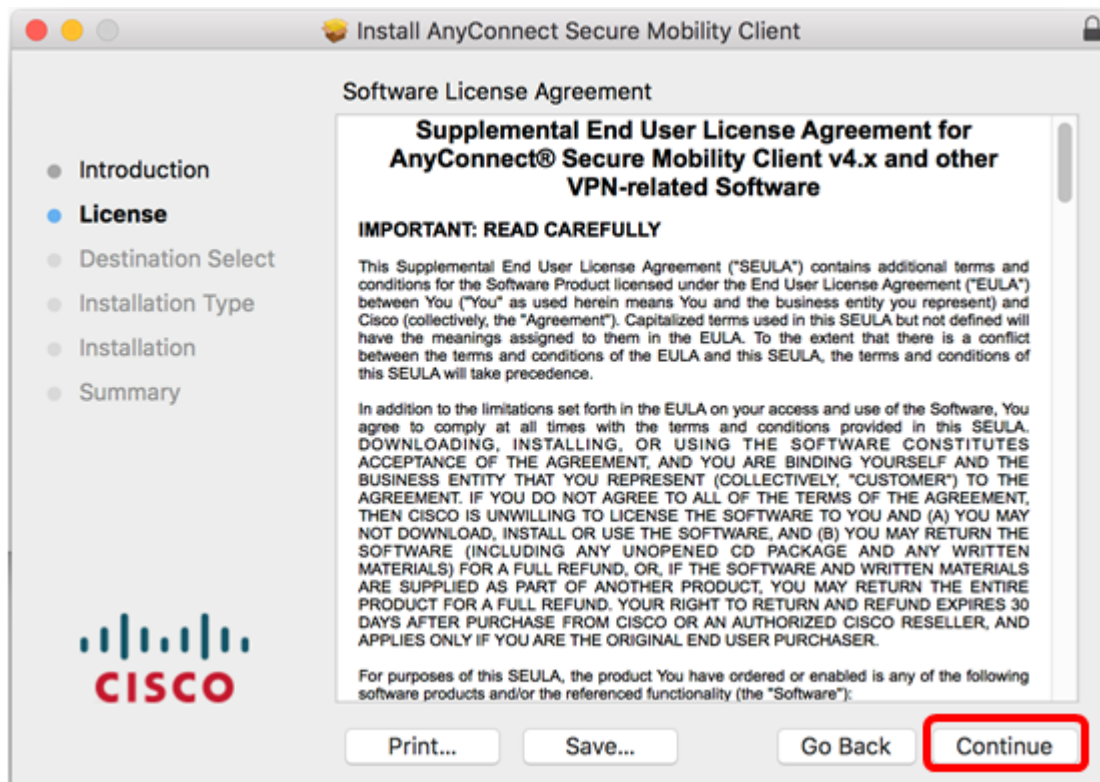 Install AnyConnect Secure Mobility Client
Software License Agreement
Introduction
License
Destination Select
Installation Type
Installation
Summary
Supplemental End User License Agreement for
AnyConnect® Secure Mobility Client v4.x and other
VPN-related Software
IMPORTANT: READ CAREFULLY
This Supplemental End User License Agreement ("SEULA") contains additional terms and
conditions for the Software Product licensed under the End User License Agreement ("EULA")
between You ("You" as used herein means You and the business entity you represent) and
Cisco (collectively, the "Agreement"). Capitalized terms used in this SEULA but not defined will
have the meanings assigned to them in the EULA. To the extent that there is a conflict
between the terms and conditions of the EULA and this SEULA, the terms and conditions of
this SEULA will take precedence.
In addition to the limitations set forth in the EULA on your access and use of the Software, You
agree to comply at all times with the terms and conditions provided in this SEULA.
DOWNLOADING, INSTALLING, OR USING THE SOFTWARE CONSTITUTES
ACCEPTANCE OF THE AGREEMENT, AND YOU ARE BINDING YOURSELF AND THE
BUSINESS ENTITY THAT YOU REPRESENT (COLLECTIVELY, "CUSTOMER") TO THE
AGREEMENT. IF YOU DO NOT AGREE TO ALL OF THE TERMS OF THE AGREEMENT,
THEN CISCO IS UNWILLING TO LICENSE THE SOFTWARE TO YOU AND (A) YOU MAY
NOT DOWNLOAD, INSTALL OR USE THE SOFTWARE, AND (B) YOU MAY RETURN THE
SOFTWARE (INCLUDING ANY UNOPENED CD PACKAGE AND ANY WRITTEN
MATERIALS) FOR A FULL REFUND, OR, IF THE SOFTWARE AND WRITTEN MATERIALS
ARE SUPPLIED AS PART OF ANOTHER PRODUCT, YOU MAY RETURN THE ENTIRE
PRODUCT FOR A FULL REFUND. YOUR RIGHT TO RETURN AND REFUND EXPIRES 30
DAYS AFTER PURCHASE FROM CISCO OR AN AUTHORIZED CISCO RESELLER, AND
APPLIES ONLY IF YOU ARE THE ORIGINAL END USER PURCHASER.
For purposes of this SEULA, the product You have ordered or enabled is any of the following
software products and/or the referenced functionality (the "Software"):
CISCO
Print...
Save...
Go Back
Continue